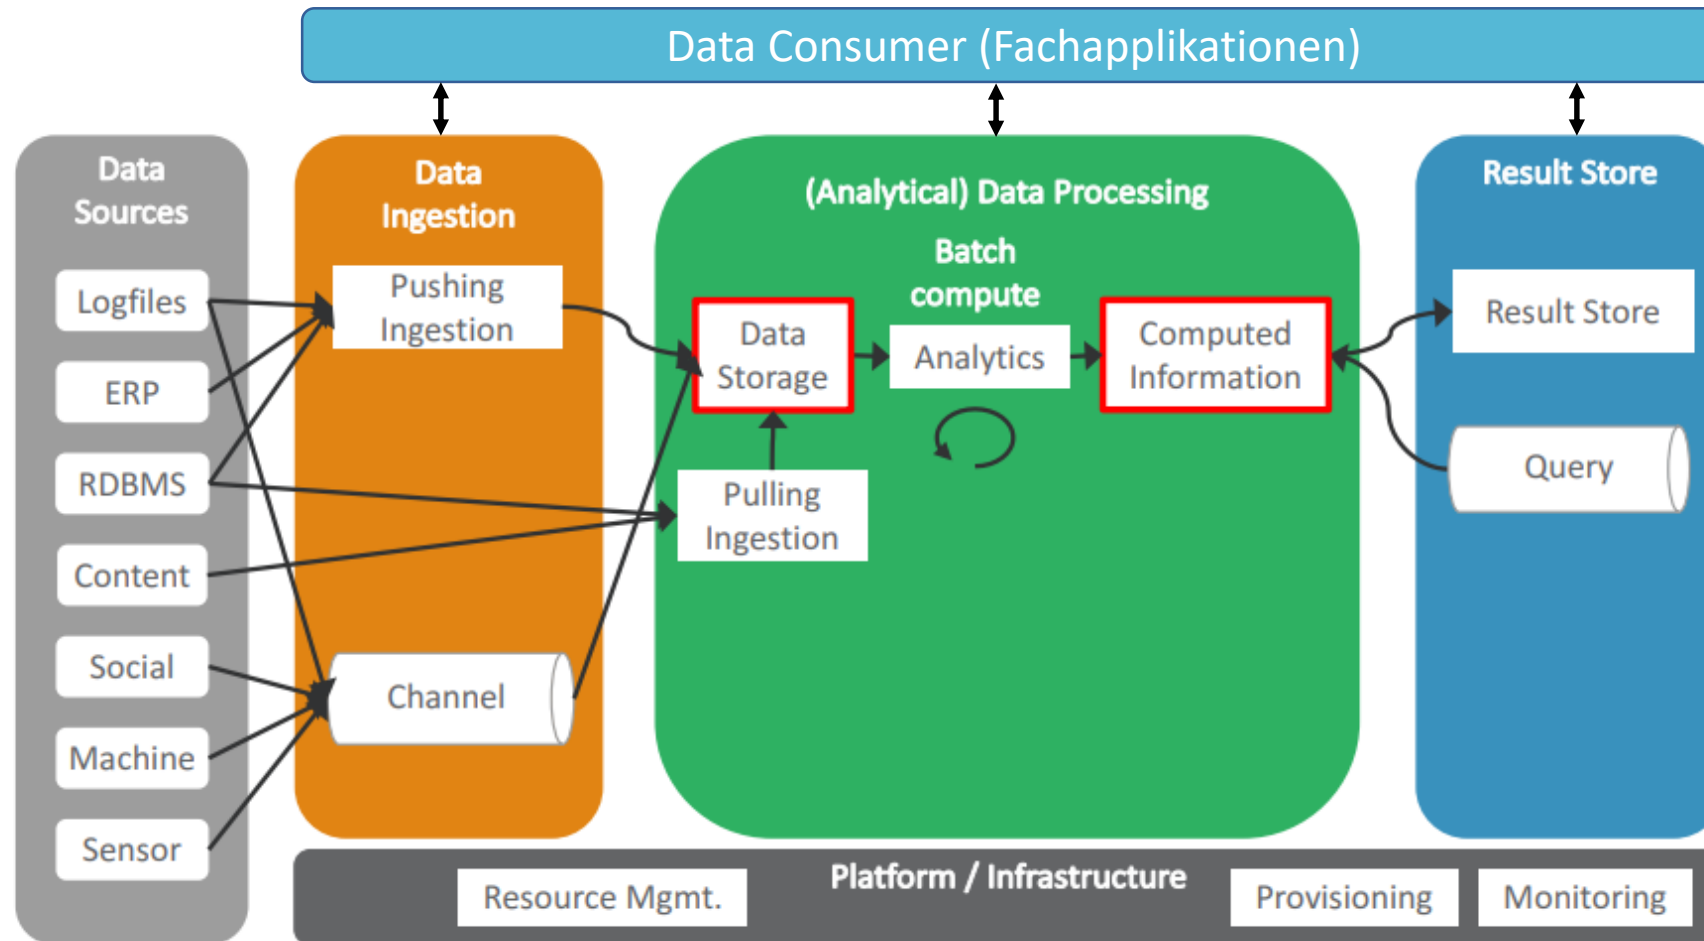 Data Consumer (Fachapplikationen)
Data
Sources
Logfiles
ERP
RDBMS
Content
Social
Machine
Sensor
Data
Ingestion
Pushing
Ingestion
Channel
(Analytical) Data Processing
Batch
compute
Data
Storage
Analytics
Computed
Information
Pulling
Ingestion
Result Store
Result Store
Query
Platform / Infrastructure
Resource Mgmt.
Provisioning
Monitoring